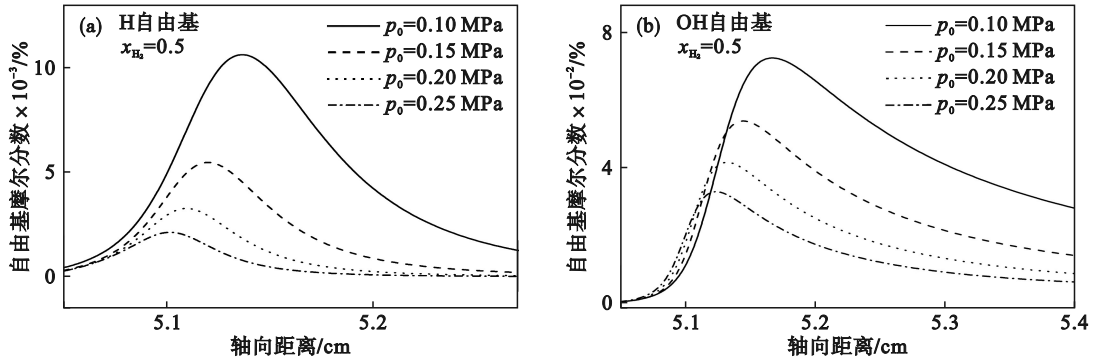 (a) H自由基
x_H₂=0.5
p₀=0.10 MPa
p₀=0.15 MPa
p₀=0.20 MPa
p₀=0.25 MPa
自由基摩尔分数×10⁻³/%
10
5
0
5.1
5.2
轴向距离/cm
(b) OH自由基
x_H₂=0.5
p₀=0.10 MPa
p₀=0.15 MPa
p₀=0.20 MPa
p₀=0.25 MPa
自由基摩尔分数×10⁻²/%
8
4
0
5.1
5.2
5.3
5.4
轴向距离/cm